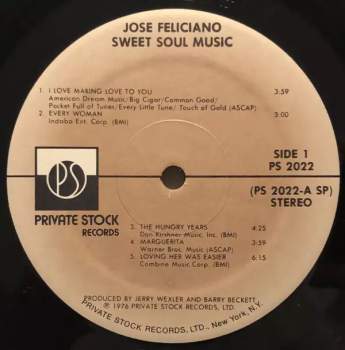 JOSE FELICIANO
SWEET SOUL MUSIC
1. I LOVE MAKING LOVE TO YOU 3:59
American Dream Music/Big Cigar/Common Good/
Pocket Full of Tunes/Every Little Tune/Touch of Gold (ASCAP)
2. EVERY WOMAN 3:00
Indaba Ent. Corp. (BMI)
SIDE 1
PS 2022
PS
(PS 2022-A SP)
STEREO
PRIVATE STOCK
RECORDS
3. THE HUNGRY YEARS 4:25
Don Kirshner Music, Inc. (BMI)
4. MARGUERITA 3:59
Warner Bros. Music (ASCAP)
5. LOVING HER WAS EASIER 6:15
Combine Music Corp. (BMI)
PRODUCED BY JERRY WEXLER AND BARRY BECKETT
℗ 1976 PRIVATE STOCK RECORDS, LTD.
PRIVATE STOCK RECORDS, LTD., New York, N.Y.